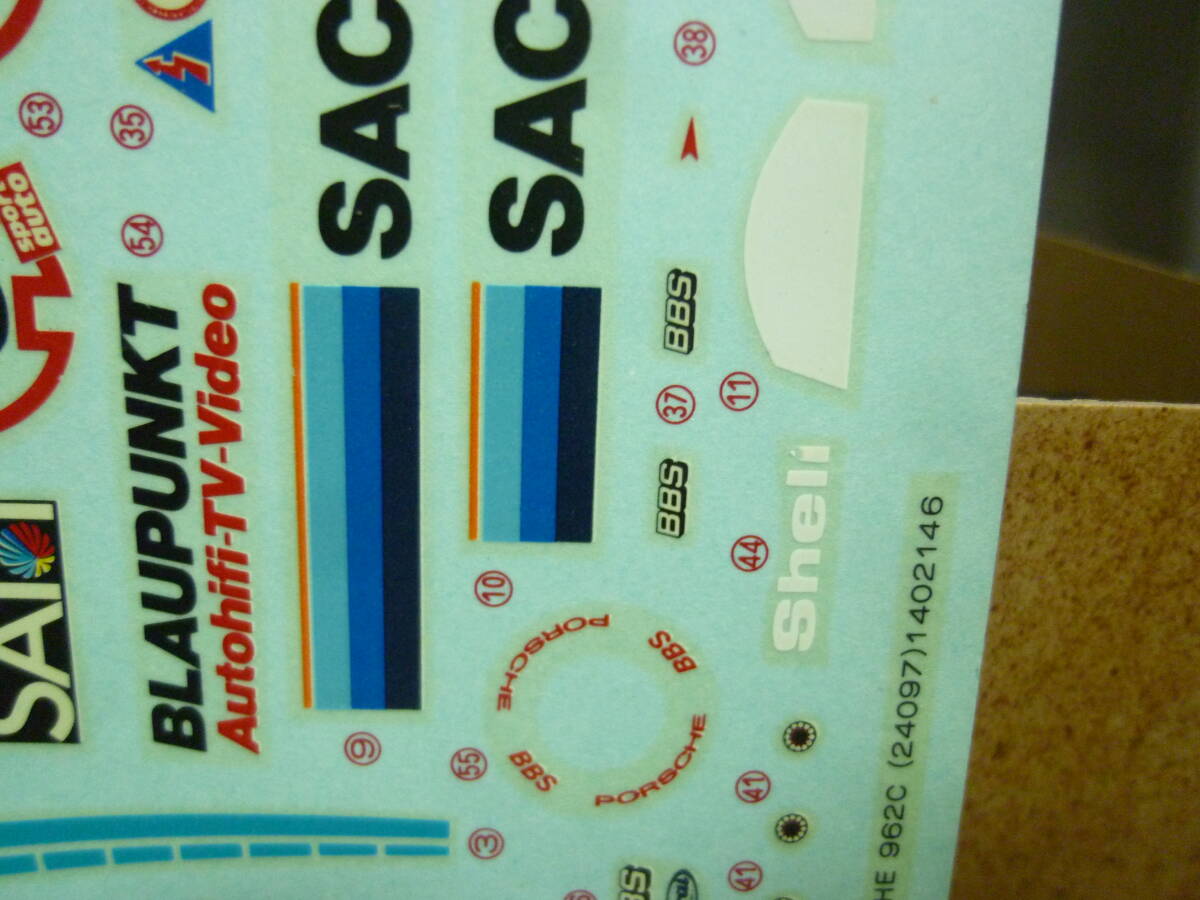 53
35
38
54
sport
auto
SAC
SAC
BLAUPUNKT
Autohifi-TV-Video
BBS
37
11
BBS
44
Shell
10
9
55
PORSCHE
BBS
PORSCHE
BBS
3
41
41
HE 962C (24097)1402146